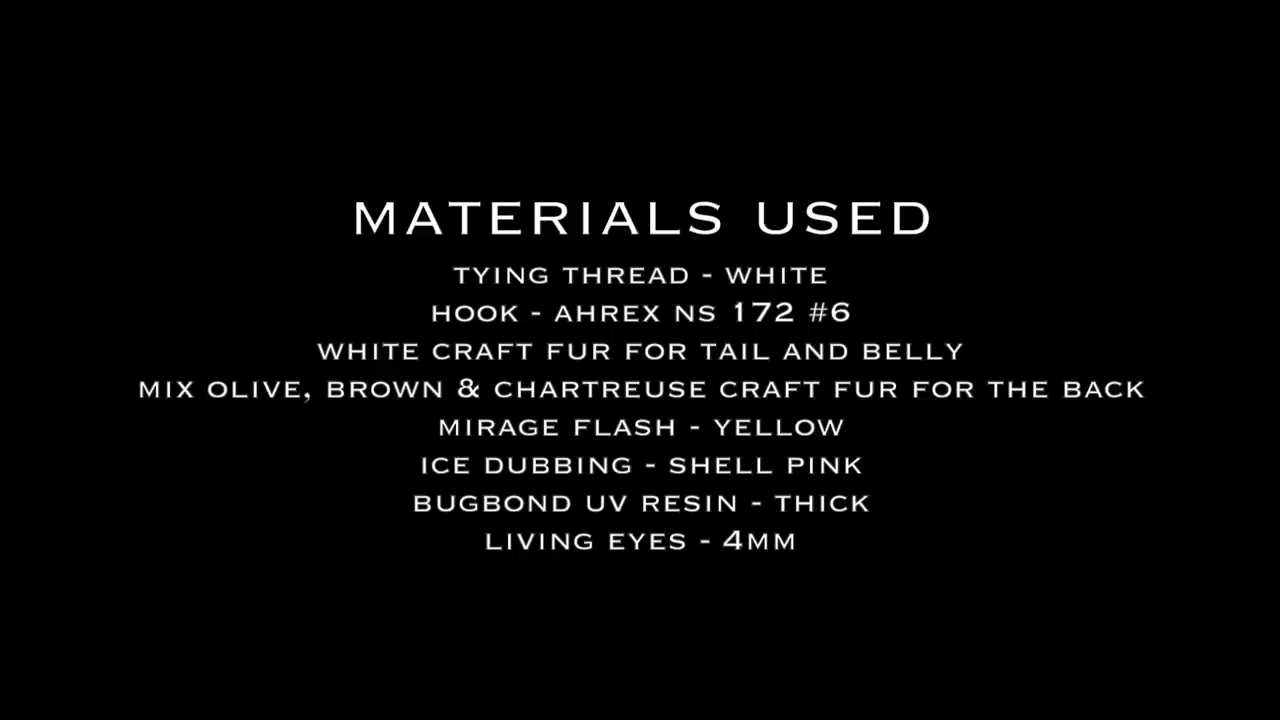 MATERIALS USED
TYING THREAD - WHITE
HOOK - AHREX NS 172 #6
WHITE CRAFT FUR FOR TAIL AND BELLY
MIX OLIVE, BROWN & CHARTREUSE CRAFT FUR FOR THE BACK
MIRAGE FLASH - YELLOW
ICE DUBBING - SHELL PINK
BUGBOND UV RESIN - THICK
LIVING EYES - 4MM